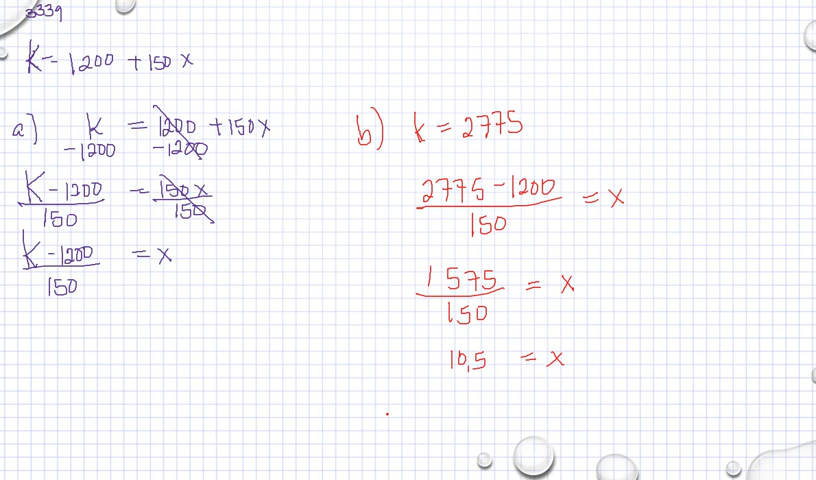 3339
K = 1200 + 150 x
a) k = 1200 + 150x
-1200 -1200
K - 1200 = 150 x
150 150
K - 1200 = x
150
b) k = 2775
2775 - 1200 = x
150
1575 = x
150
10,5 = x